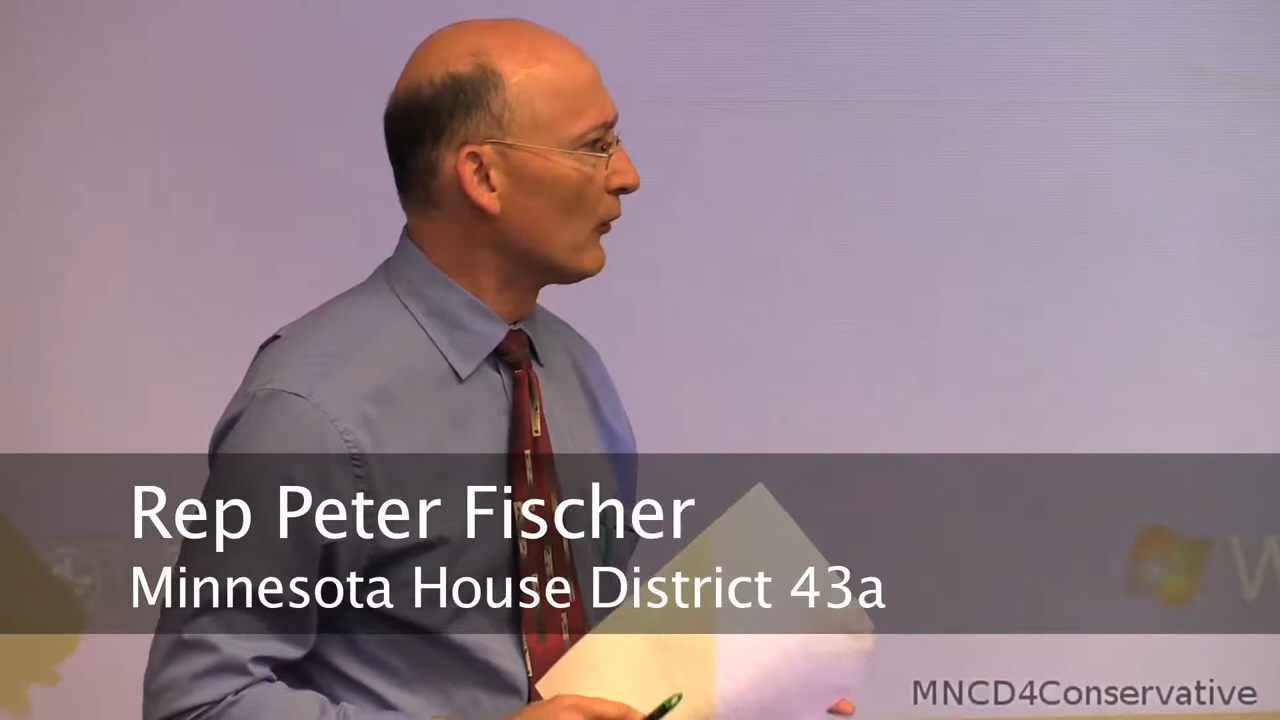 Rep Peter Fischer
Minnesota House District 43a
W
MNCD4Conservative